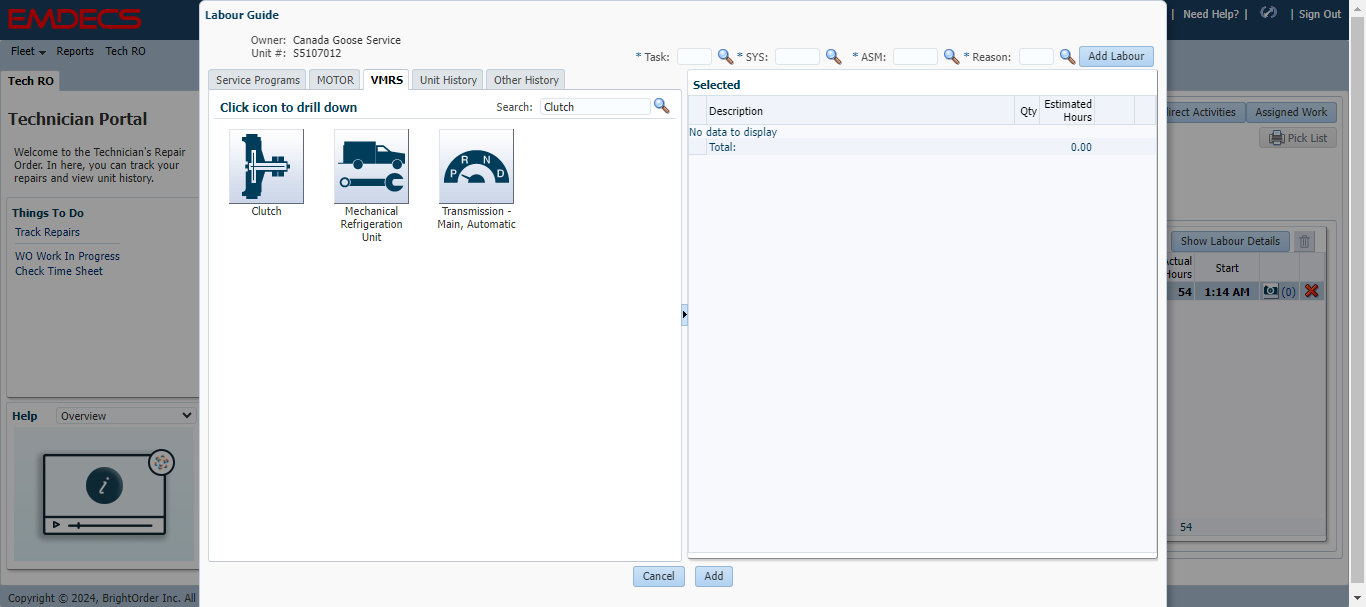 EMDECS
Fleet Reports Tech RO
Tech RO
Technician Portal
Welcome to the Technician's Repair
Order. In here, you can track your
repairs and view unit history.
Things To Do
Track Repairs
WO Work In Progress
Check Time Sheet
Help Overview
i
Copyright © 2024, BrightOrder Inc. All
Labour Guide
Owner: Canada Goose Service
Unit #: S5107012
* Task: * SYS: * ASM: * Reason: Add Labour
Service Programs MOTOR VMRS Unit History Other History
Click icon to drill down Search: Clutch
Clutch
Mechanical
Refrigeration
Unit
P R N D
Transmission -
Main, Automatic
Selected
Description Qty Estimated
Hours
No data to display
Total: 0.00
Cancel Add
| Need Help? | | Sign Out
irect Activities Assigned Work
Pick List
Show Labour Details
ctual
Hours Start
54 1:14 AM (0)
54